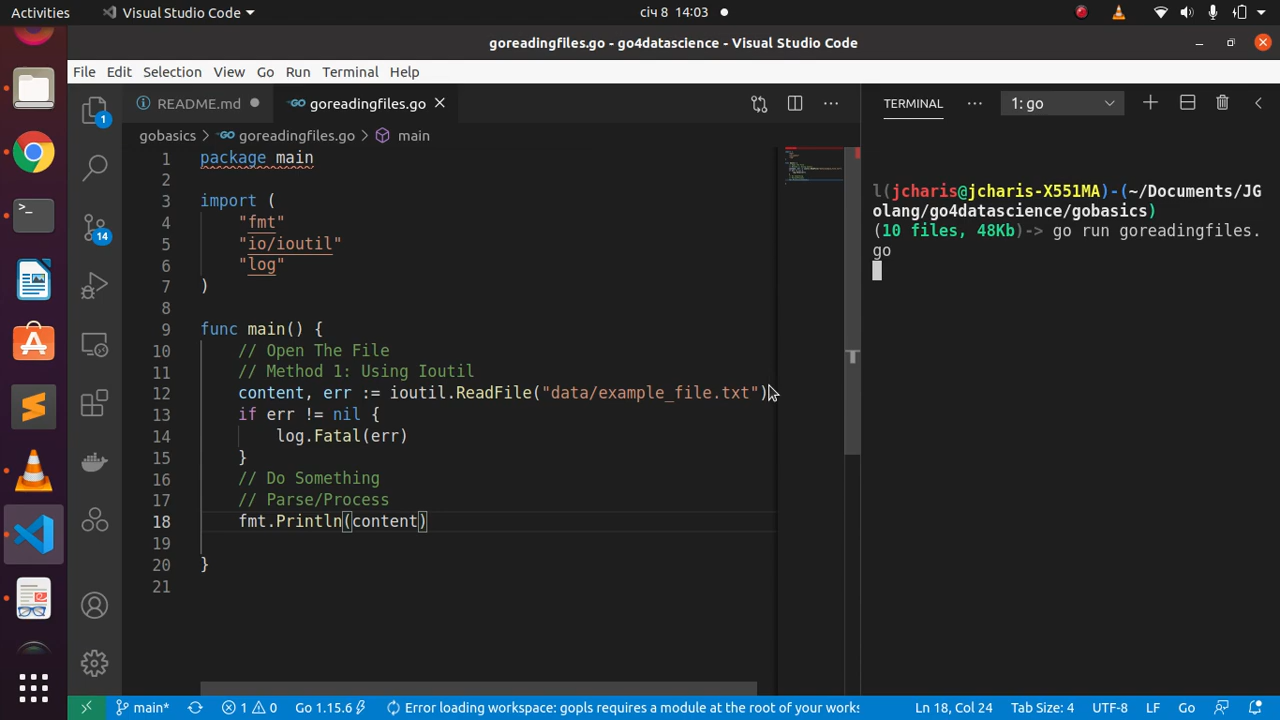 Activities
Visual Studio Code
січ 8 14:03
goreadingfiles.go - go4datascience - Visual Studio Code
File Edit Selection View Go Run Terminal Help
README.md
GO goreadingfiles.go
TERMINAL
1: go
gobasics > GO goreadingfiles.go > main
1 package main
2
3 import (
4 "fmt"
5 "io/ioutil"
6 "log"
7 )
8
9 func main() {
10 // Open The File
11 // Method 1: Using Ioutil
12 content, err := ioutil.ReadFile("data/example_file.txt")
13 if err != nil {
14 log.Fatal(err)
15 }
16 // Do Something
17 // Parse/Process
18 fmt.Println(content)
19
20 }
21
l(jcharis@jcharis-X551MA)-(~/Documents/JG
olang/go4datascience/gobasics)
(10 files, 48Kb)-> go run goreadingfiles.
go
1
14
main*
1 0
Go 1.15.6
Error loading workspace: gopls requires a module at the root of your works
Ln 18, Col 24
Tab Size: 4
UTF-8
LF
Go